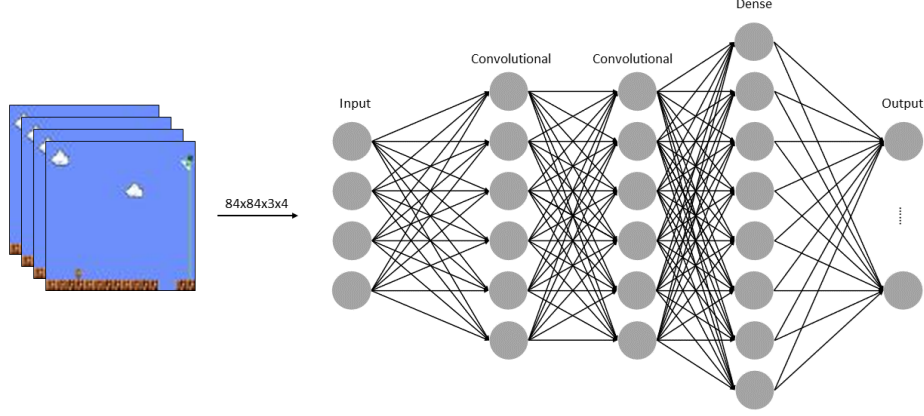 Dense
Convolutional
Convolutional
Input
Output
84x84x3x4